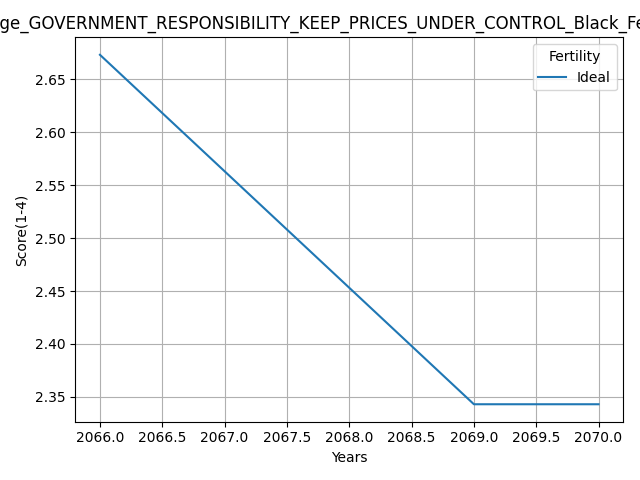 ge_GOVERNMENT_RESPONSIBILITY_KEEP_PRICES_UNDER_CONTROL_Black_Fe
Fertility
Ideal
Score(1-4)
2.65
2.60
2.55
2.50
2.45
2.40
2.35
2066.0 2066.5 2067.0 2067.5 2068.0 2068.5 2069.0 2069.5 2070.0
Years